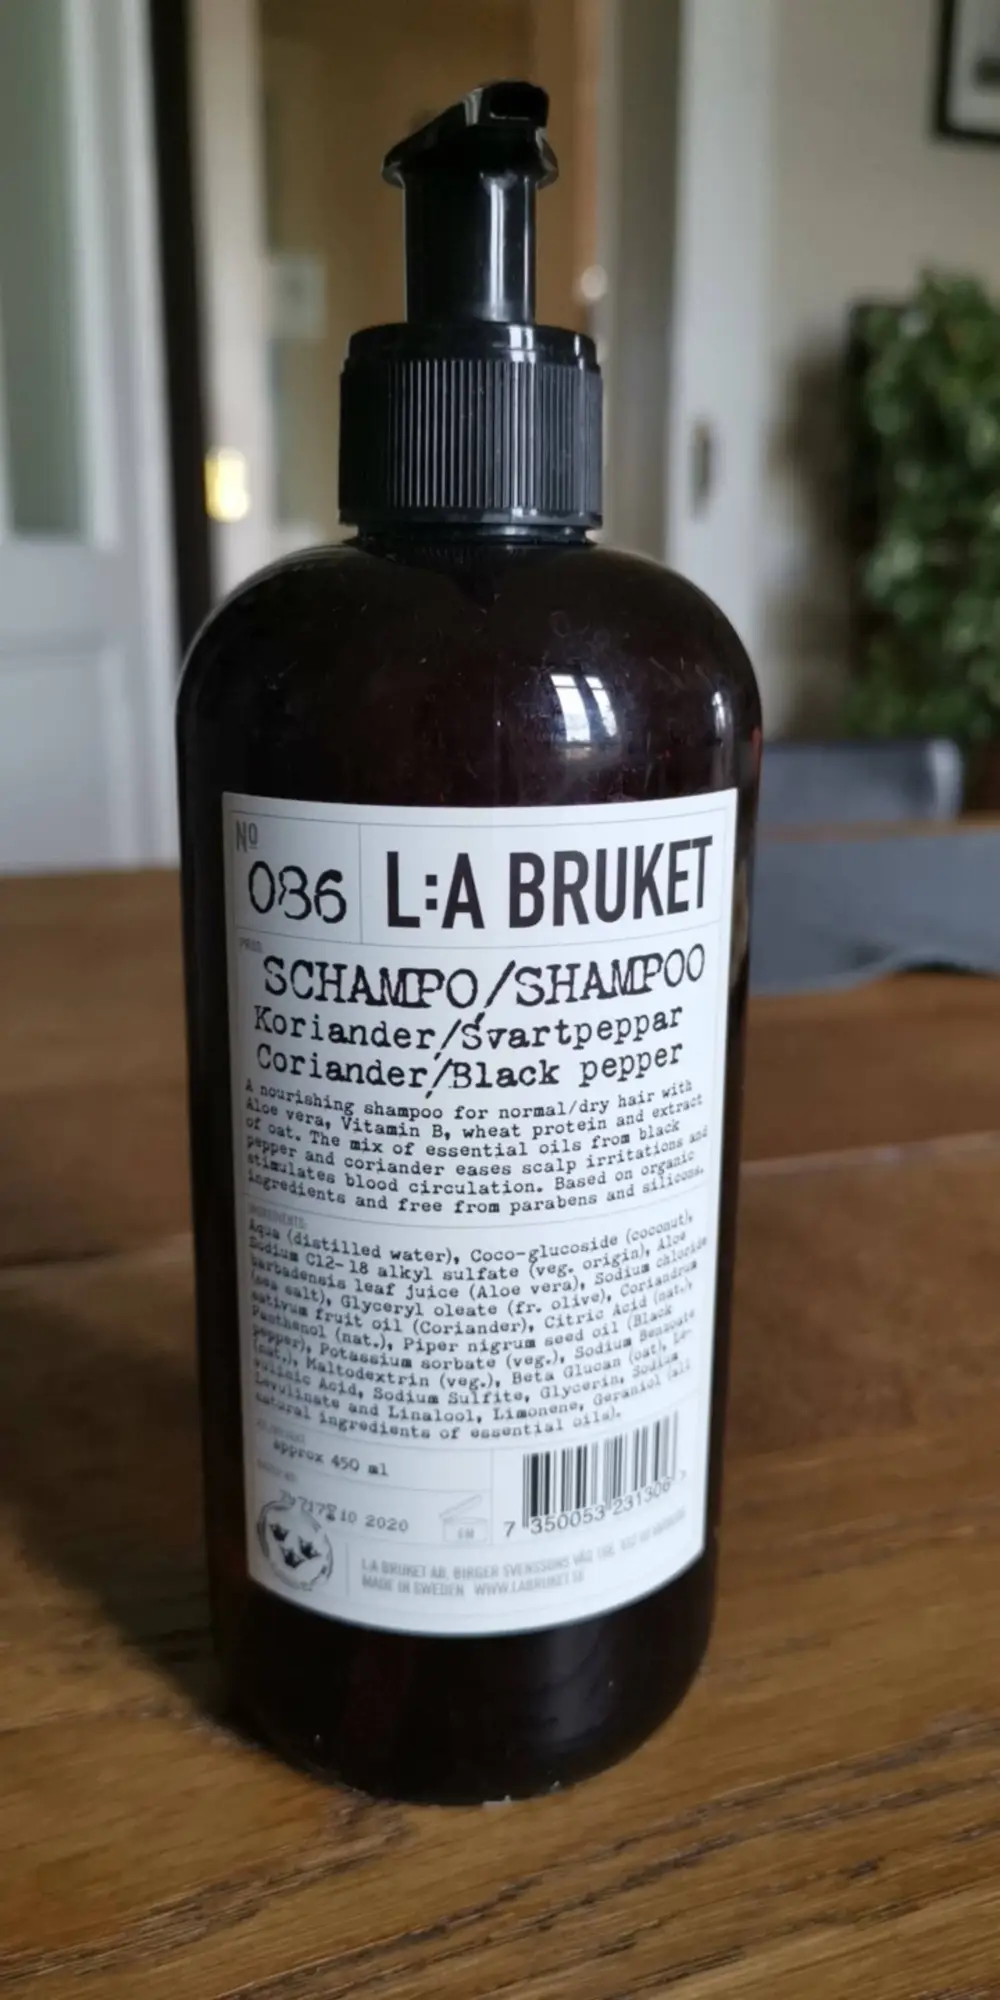 No
086
L:A BRUKET
PROD.
SCHAMPO/SHAMPOO
Koriander/Svartpeppar
Coriander/Black pepper
A nourishing shampoo for normal/dry hair with
Aloe vera, Vitamin B, wheat protein and extract
of oat. The mix of essential oils from black
pepper and coriander eases scalp irritations and
stimulates blood circulation. Based on organic
ingredients and free from parabens and silicons.
INGREDIENTS:
Aqua (distilled water), Coco-glucoside (coconut),
Sodium C12-18 alkyl sulfate (veg. origin), Aloe
barbadensis leaf juice (Aloe vera), Sodium chloride
(sea salt), Glyceryl oleate (fr. olive), Coriandrum
sativum fruit oil (Coriander), Citric Acid (nat.),
Panthenol (nat.), Piper nigrum seed oil (Black
pepper), Potassium sorbate (veg.), Sodium Benzoate
(nat.), Maltodextrin (veg.), Beta Glucan (oat), Le-
vulinic Acid, Sodium Sulfite, Glycerin, Sodium
Levulinate and Linalool, Limonene, Geraniol (all
natural ingredients of essential oils).
approx 450 ml
BATCH NO.
10 2020
6M
7 350053 231306 >
L:A BRUKET AB, BIRGER SVENSSONS VÄG
MADE IN SWEDEN WWW.LABRUKET.SE